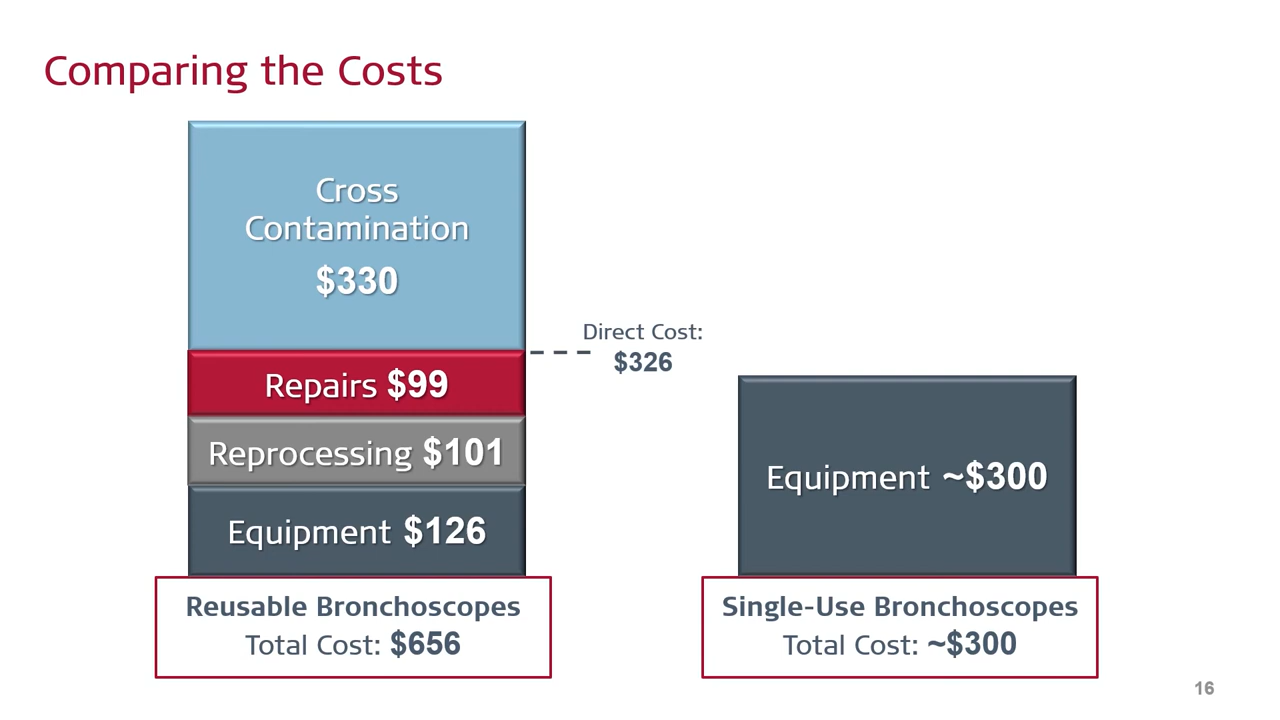 Comparing the Costs
Cross
Contamination
$330
Direct Cost:
$326
Repairs $99
Reprocessing $101
Equipment $126
Equipment ~$300
Reusable Bronchoscopes
Total Cost: $656
Single-Use Bronchoscopes
Total Cost: ~$300
16